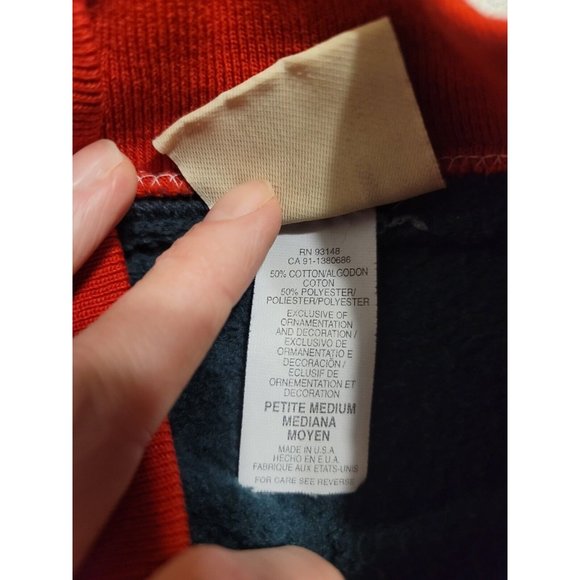 RN 93148
CA 91-1380686
50% COTTON/ALGODON
COTON
50% POLYESTER/
POLIESTER/POLYESTER
EXCLUSIVE OF
ORNAMENTATION
AND DECORATION /
EXCLUSIVO DE
ORMANENTATIO E
DECORACIÓN /
ECLUSIF DE
ORNEMENTATION ET
DECORATION
PETITE MEDIUM
MEDIANA
MOYEN
MADE IN U.S.A
HECHO EN E.U.A.
FABRIQUE AUX ETATS-UNIS
FOR CARE SEE REVERSE